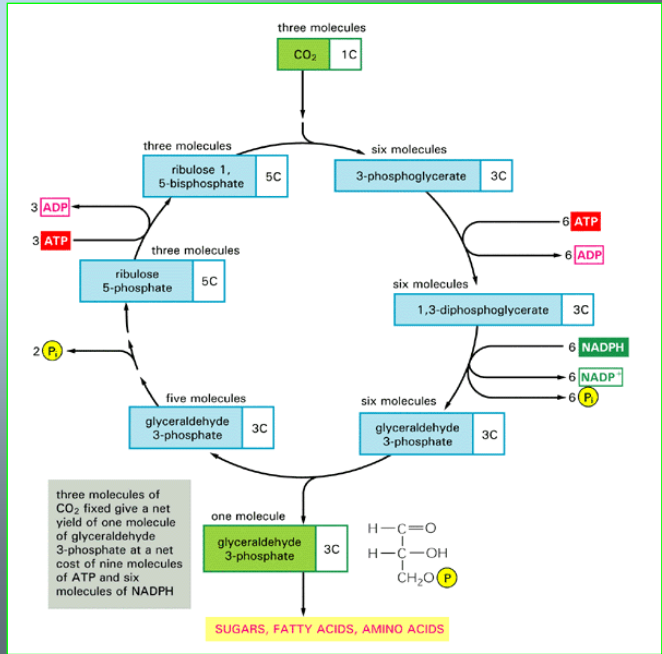 three molecules
CO₂ 1C
three molecules
ribulose 1,
5-bisphosphate
5C
six molecules
3-phosphoglycerate 3C
3 ADP
3 ATP
6 ATP
6 ADP
three molecules
ribulose
5-phosphate
5C
six molecules
1,3-diphosphoglycerate 3C
2 Pᵢ
6 NADPH
6 NADP⁺
6 Pᵢ
five molecules
glyceraldehyde
3-phosphate
3C
six molecules
glyceraldehyde
3-phosphate
3C
three molecules of
CO₂ fixed give a net
yield of one molecule
of glyceraldehyde
3-phosphate at a net
cost of nine molecules
of ATP and six
molecules of NADPH
one molecule
glyceraldehyde
3-phosphate
3C
H—C=O
H—C—OH
CH₂O P
SUGARS, FATTY ACIDS, AMINO ACIDS